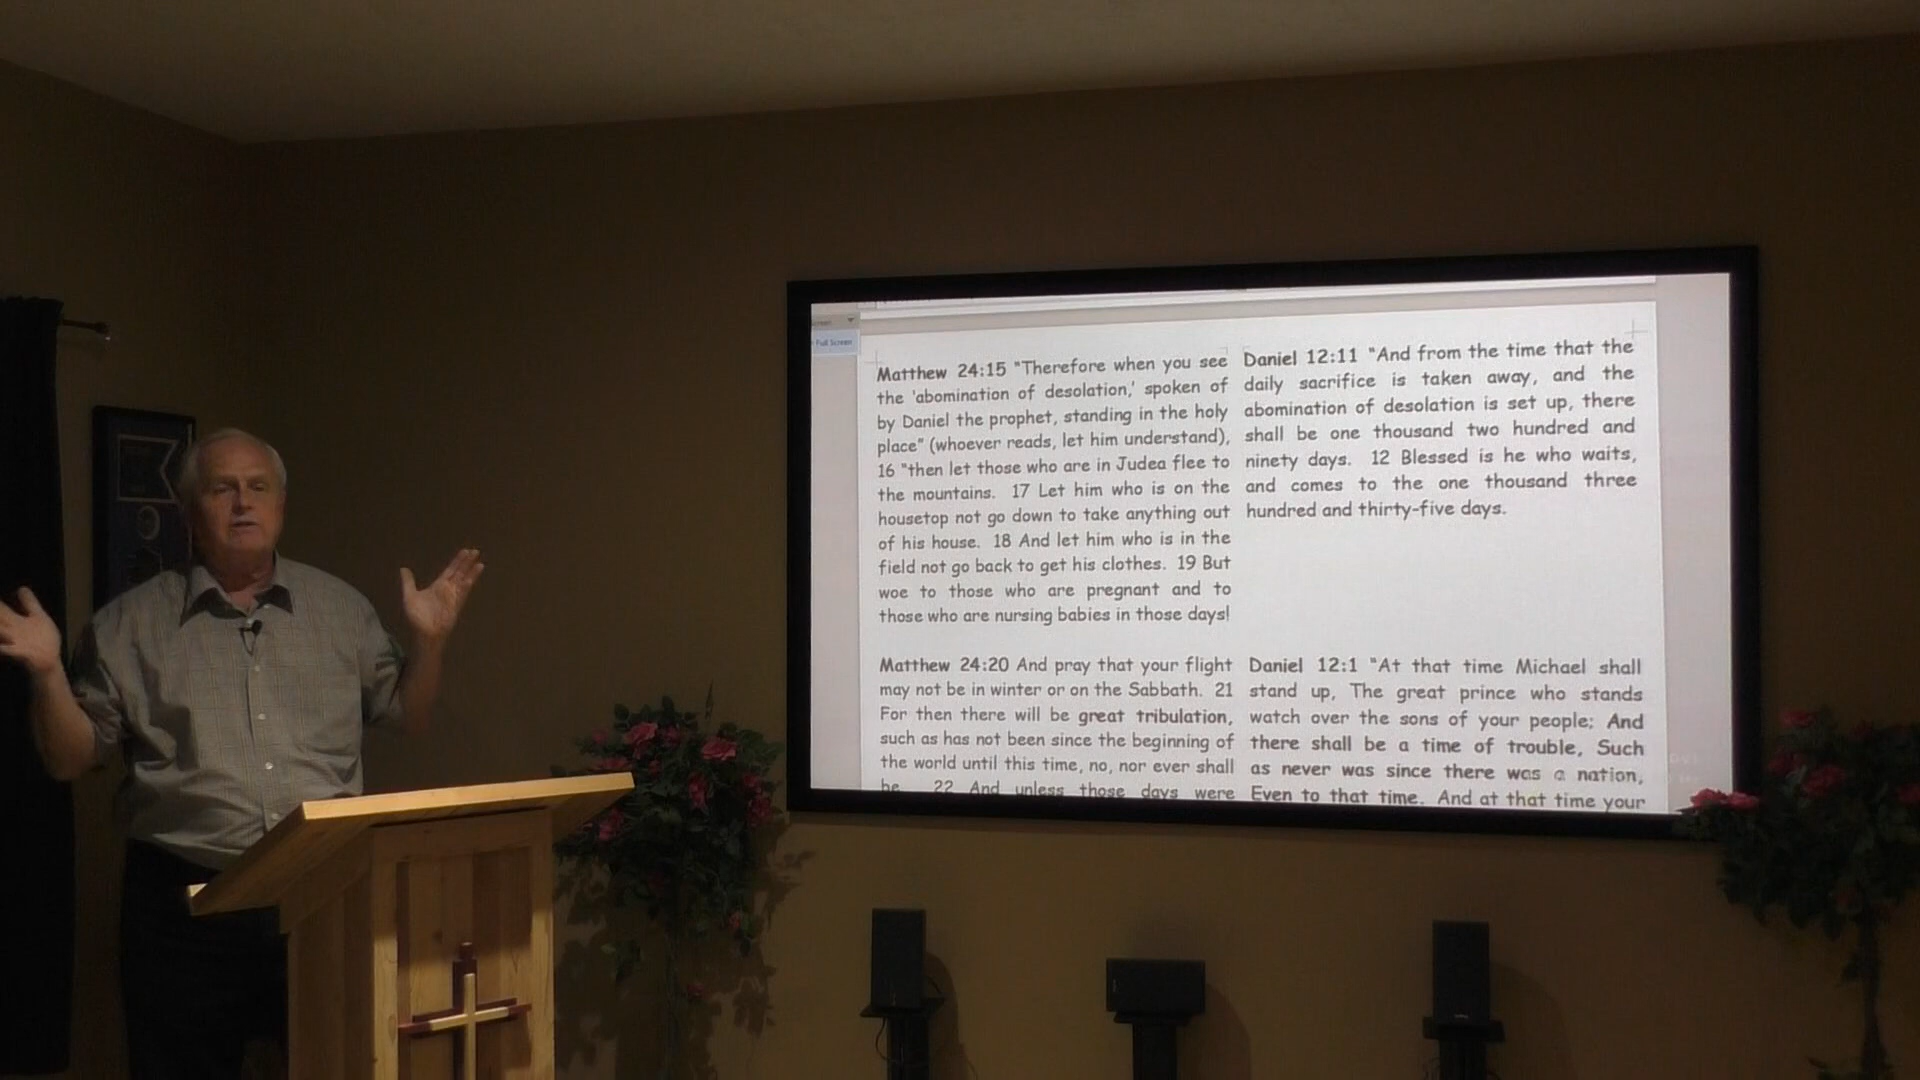 Full Screen
Matthew 24:15 "Therefore when you see
the 'abomination of desolation,' spoken of
by Daniel the prophet, standing in the holy
place" (whoever reads, let him understand),
16 "then let those who are in Judea flee to
the mountains. 17 Let him who is on the
housetop not go down to take anything out
of his house. 18 And let him who is in the
field not go back to get his clothes. 19 But
woe to those who are pregnant and to
those who are nursing babies in those days!
Matthew 24:20 And pray that your flight
may not be in winter or on the Sabbath. 21
For then there will be great tribulation,
such as has not been since the beginning of
the world until this time, no, nor ever shall
be. 22 And unless those days were
Daniel 12:11 "And from the time that the
daily sacrifice is taken away, and the
abomination of desolation is set up, there
shall be one thousand two hundred and
ninety days. 12 Blessed is he who waits,
and comes to the one thousand three
hundred and thirty-five days.
Daniel 12:1 "At that time Michael shall
stand up, The great prince who stands
watch over the sons of your people; And
there shall be a time of trouble, Such
as never was since there was a nation,
Even to that time. And at that time your